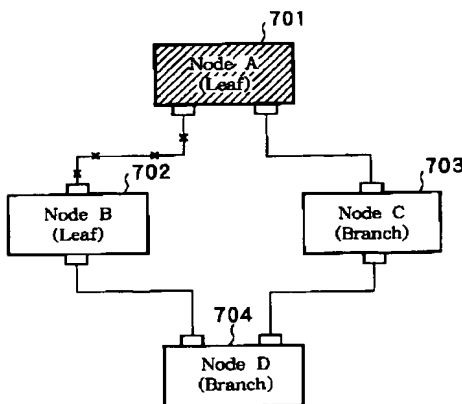 701
Node A
(Leaf)
702
Node B
(Leaf)
703
Node C
(Branch)
704
Node D
(Branch)